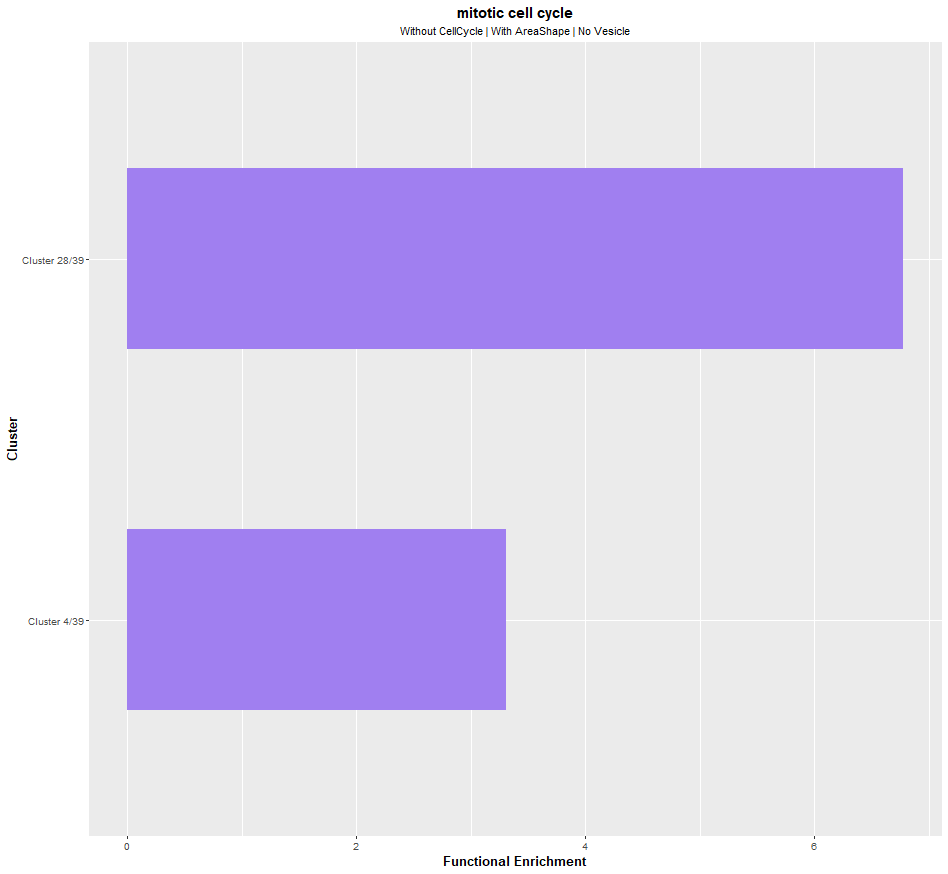 mitotic cell cycle
Without CellCycle | With AreaShape | No Vesicle
Cluster
Cluster 28/39
Cluster 4/39
0 2 4 6
Functional Enrichment